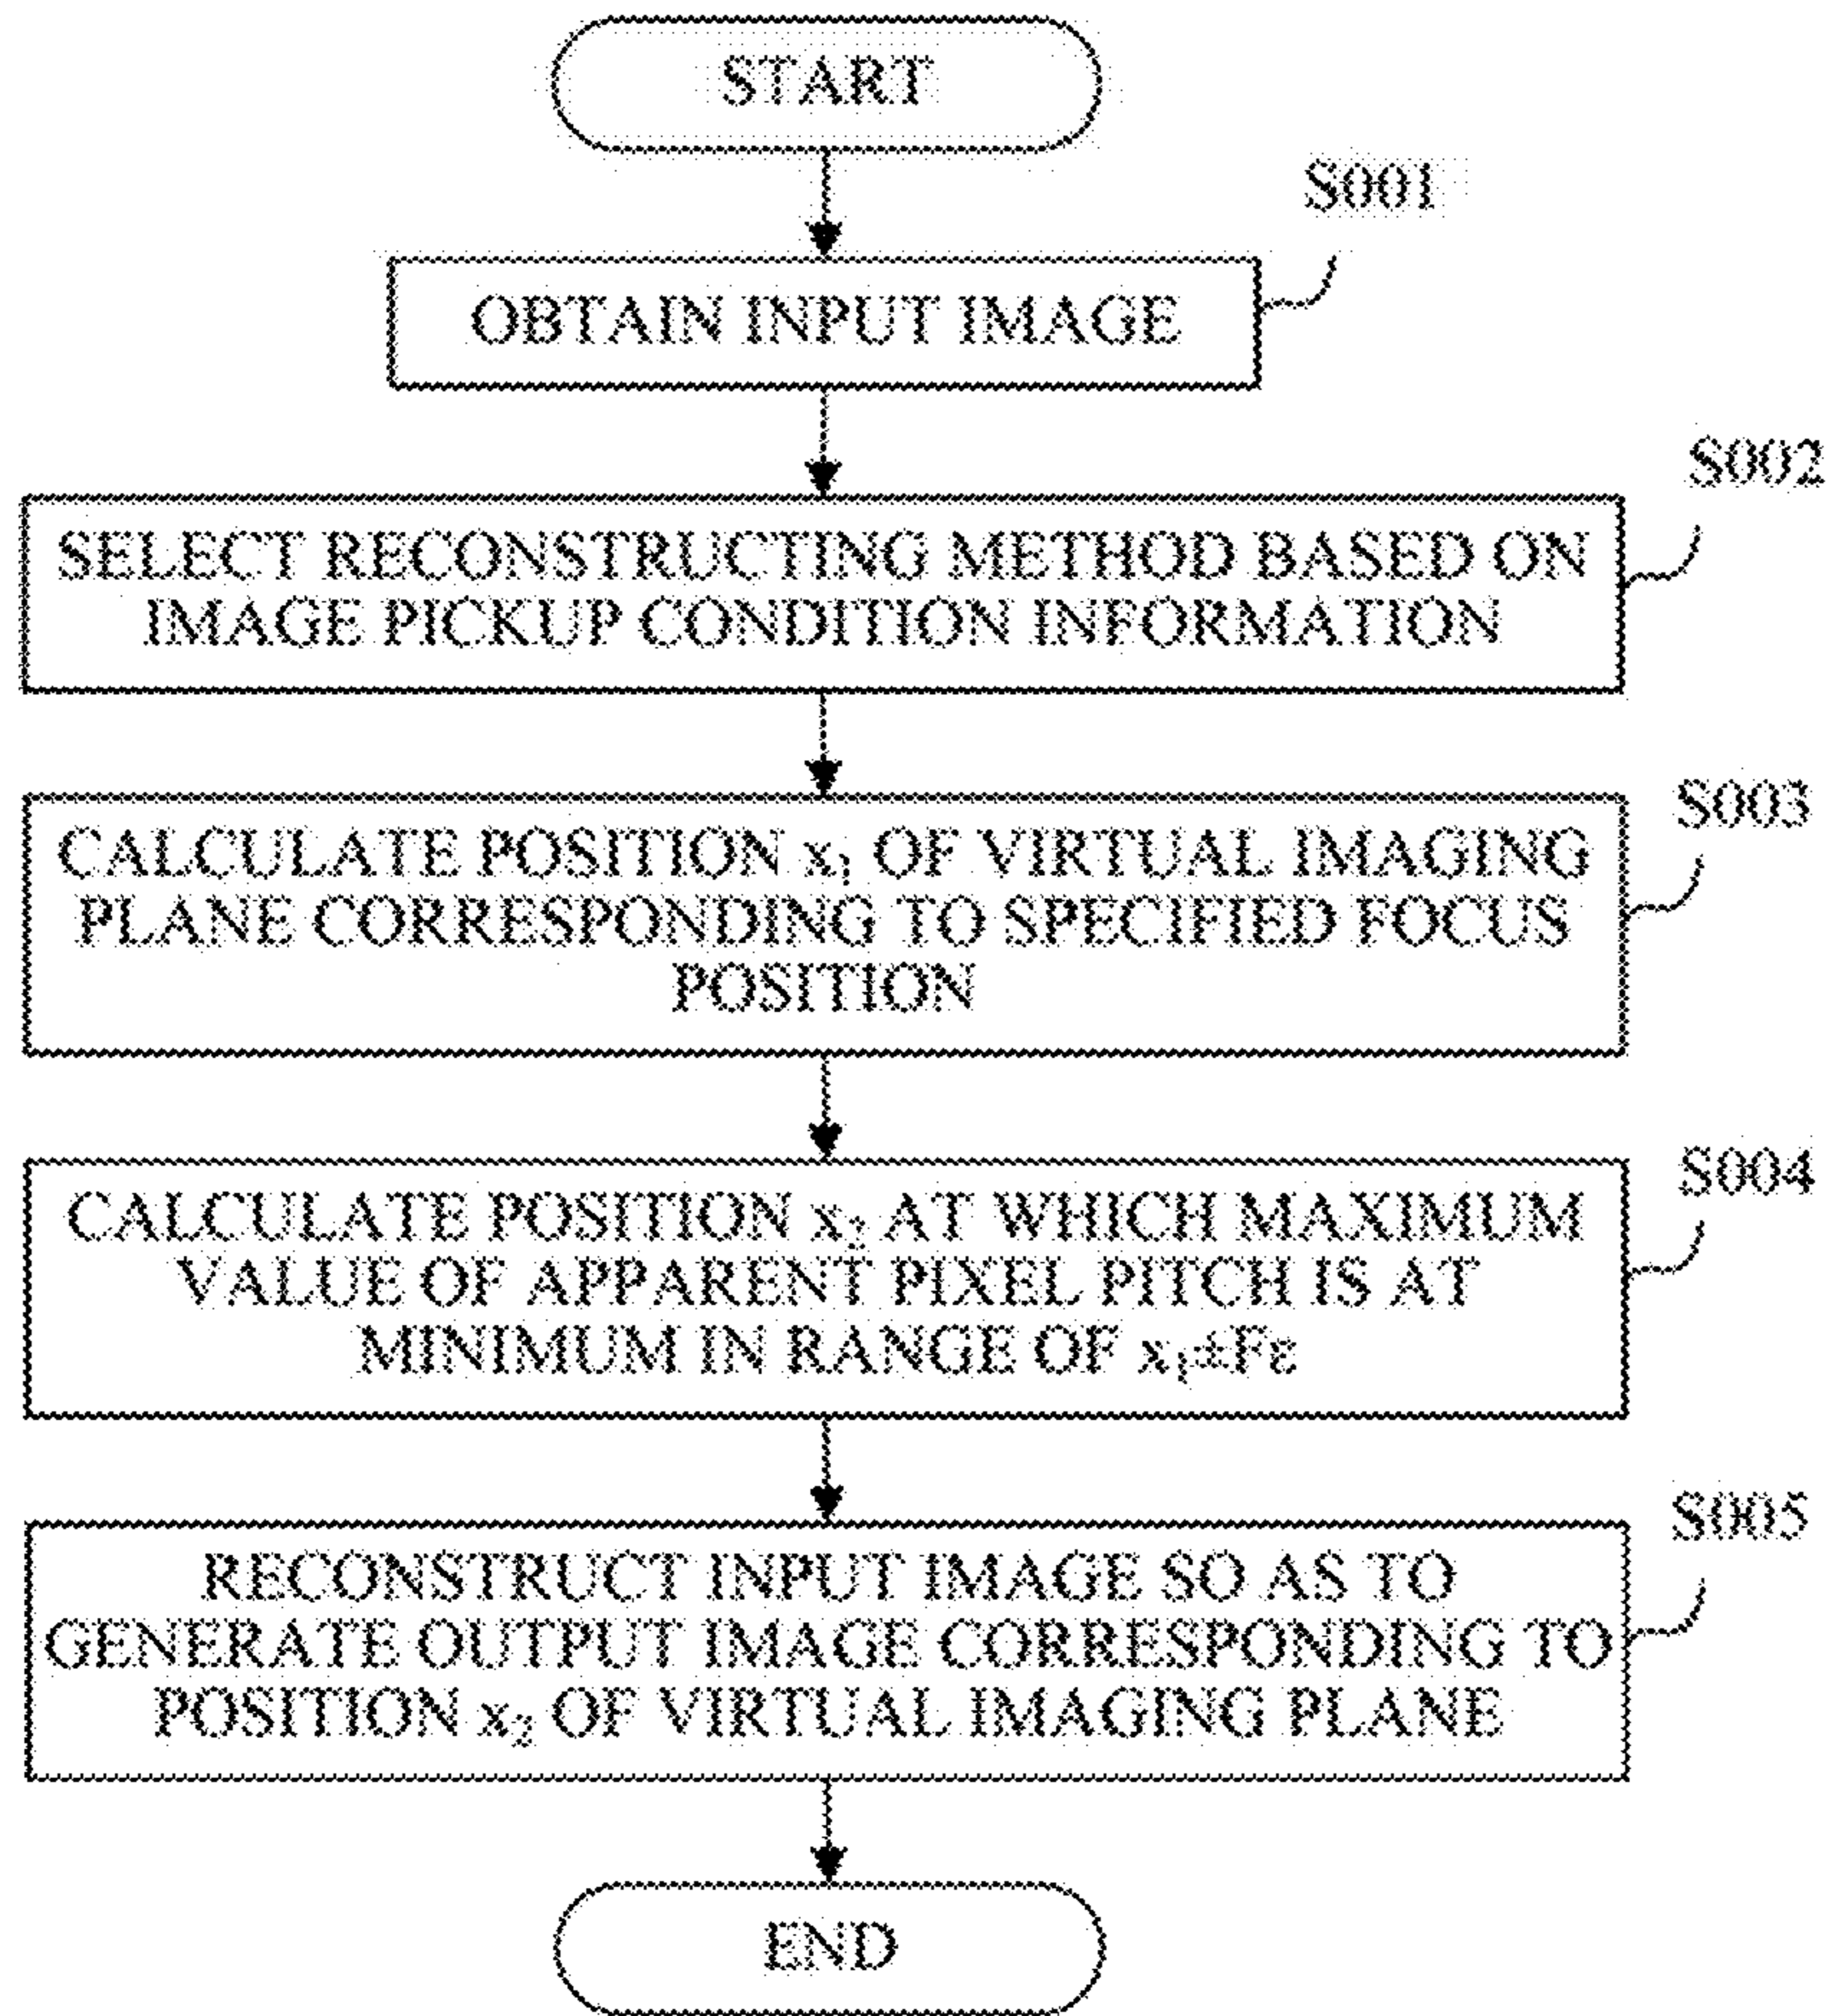 START
S001
OBTAIN INPUT IMAGE
S002
SELECT RECONSTRUCTING METHOD BASED ON
IMAGE PICKUP CONDITION INFORMATION
S003
CALCULATE POSITION x₁ OF VIRTUAL IMAGING
PLANE CORRESPONDING TO SPECIFIED FOCUS
POSITION
S004
CALCULATE POSITION x₂ AT WHICH MAXIMUM
VALUE OF APPARENT PIXEL PITCH IS AT
MINIMUM IN RANGE OF x₁±Fε
S005
RECONSTRUCT INPUT IMAGE SO AS TO
GENERATE OUTPUT IMAGE CORRESPONDING TO
POSITION x₂ OF VIRTUAL IMAGING PLANE
END